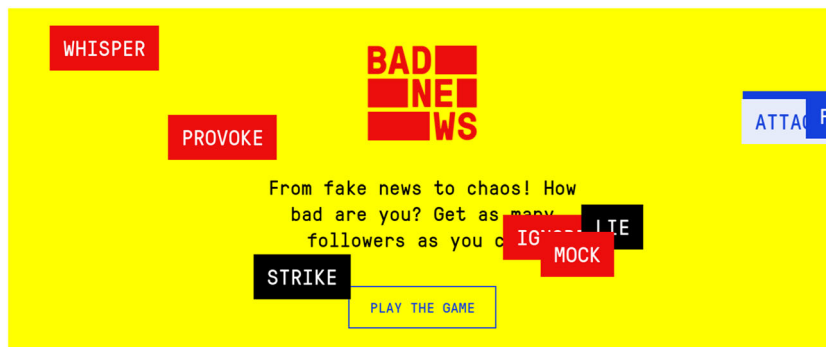 WHISPER
BAD
NE
WS
PROVOKE
From fake news to chaos! How
bad are you? Get as many
followers as you
LIE
MOCK
STRIKE
PLAY THE GAME